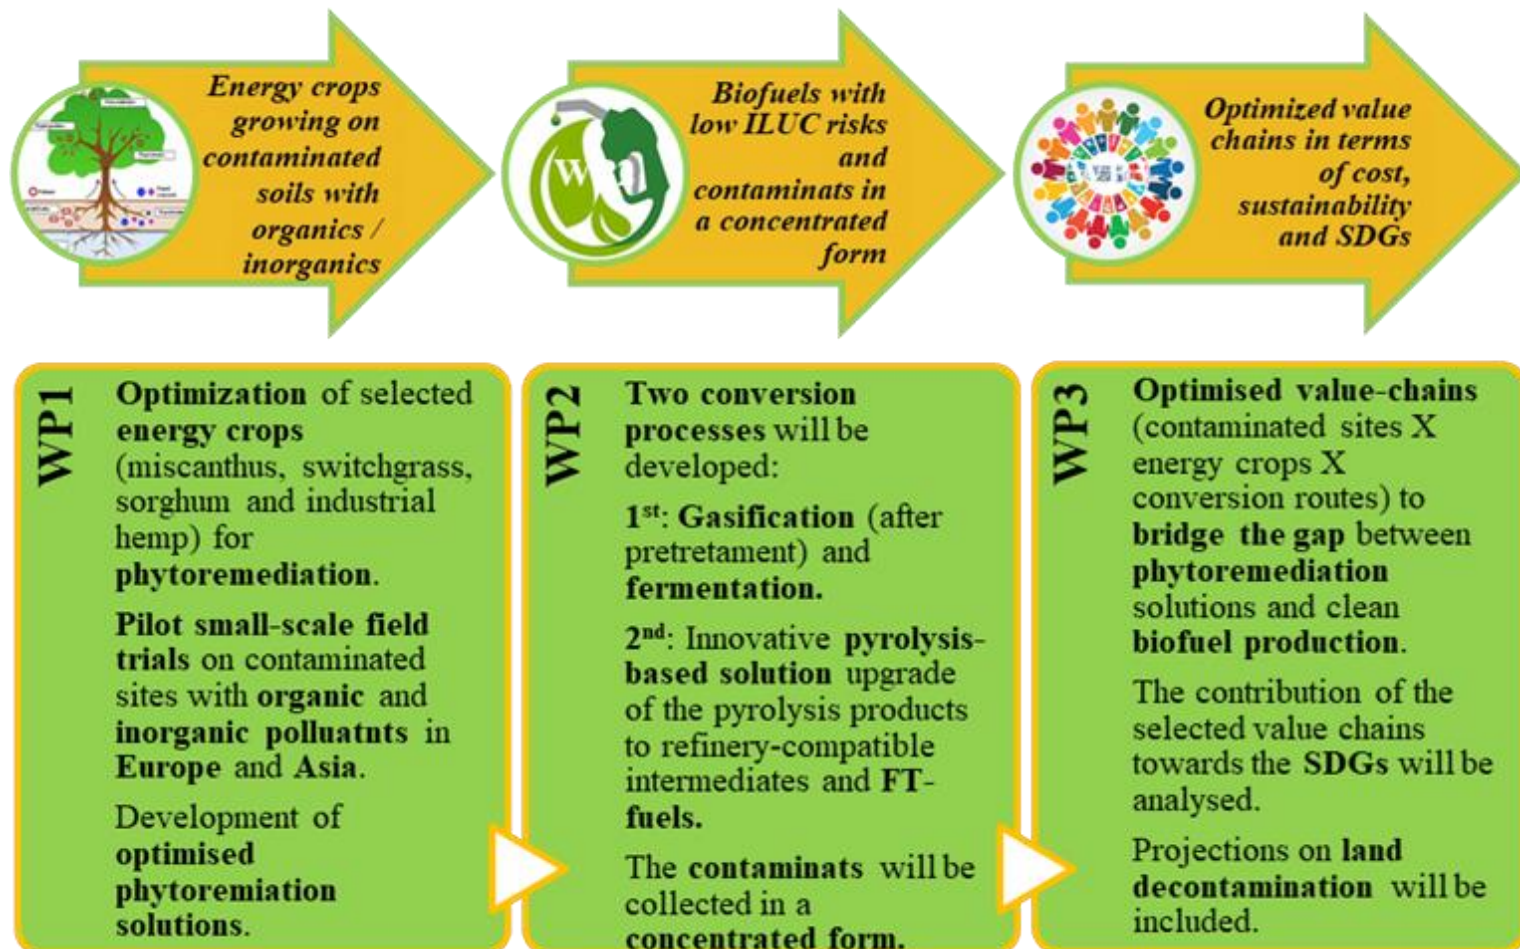 Energy crops
growing on
contaminated
soils with
organics /
inorganics
Biofuels with
low ILUC risks
and
contaminats in
a concentrated
form
Optimized value
chains in terms
of cost,
sustainability
and SDGs
WP1
Optimization of selected
energy crops
(miscanthus, switchgrass,
sorghum and industrial
hemp) for
phytoremediation.
Pilot small-scale field
trials on contaminated
sites with organic and
inorganic polluatnts in
Europe and Asia.
Development of
optimised
phytoremiation
solutions.
WP2
Two conversion
processes will be
developed:
1st: Gasification (after
pretretament) and
fermentation.
2nd: Innovative pyrolysis-
based solution upgrade
of the pyrolysis products
to refinery-compatible
intermediates and FT-
fuels.
The contaminats will be
collected in a
concentrated form.
WP3
Optimised value-chains
(contaminated sites X
energy crops X
conversion routes) to
bridge the gap between
phytoremediation
solutions and clean
biofuel production.
The contribution of the
selected value chains
towards the SDGs will be
analysed.
Projections on land
decontamination will be
included.